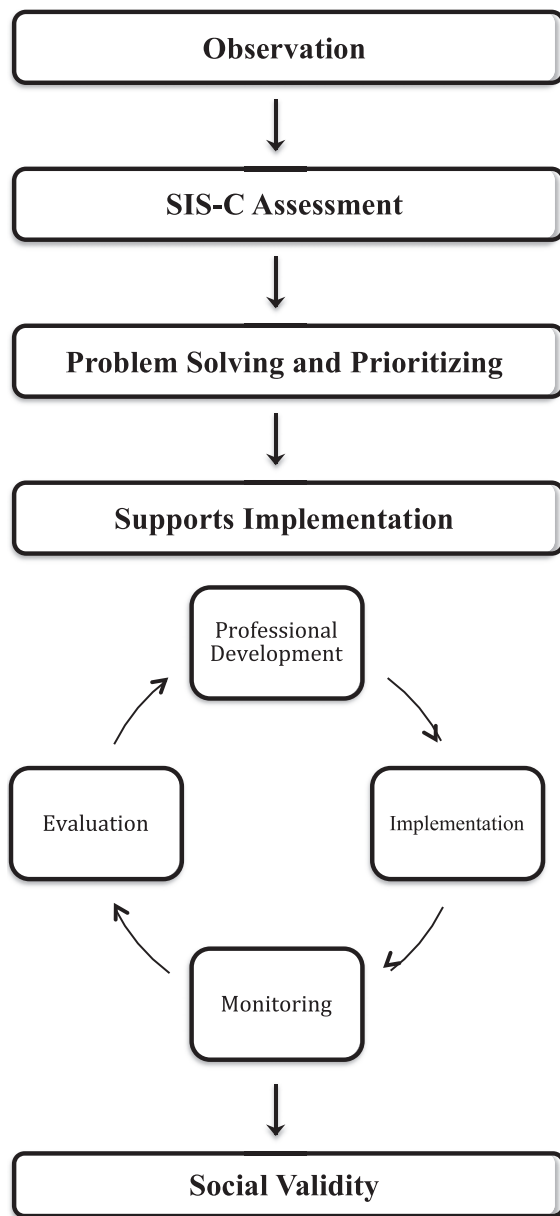 Observation
SIS-C Assessment
Problem Solving and Prioritizing
Supports Implementation
Professional
Development
Evaluation
Implementation
Monitoring
Social Validity